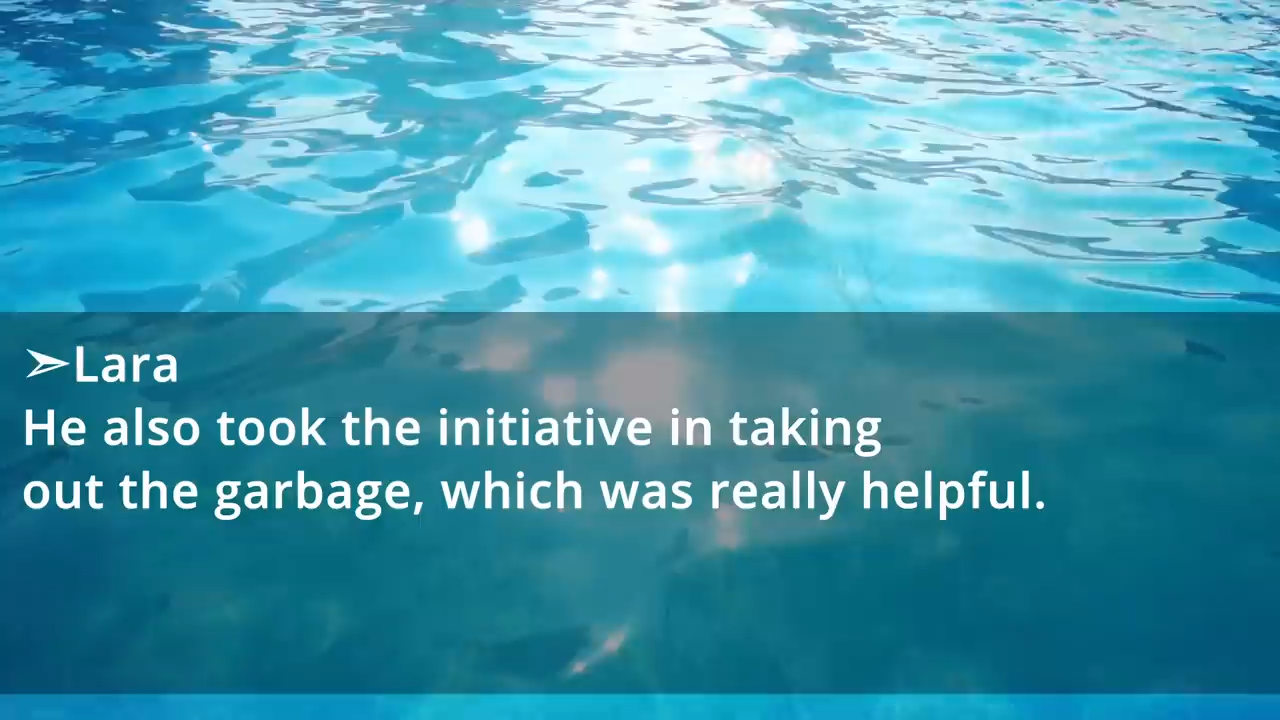 ➣Lara
He also took the initiative in taking
out the garbage, which was really helpful.